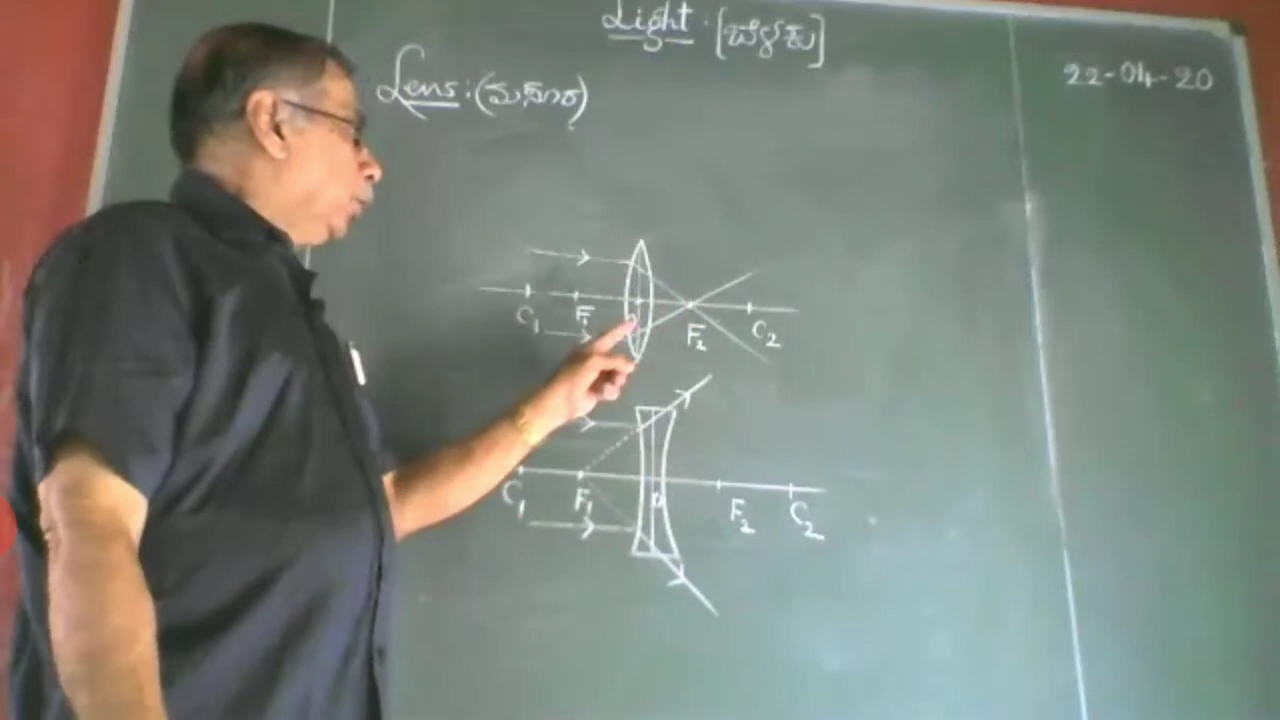 Light : [ಬೆಳಕು]
22-04-20
Lens : (ಮಸೂರ)
C₁ F₁ F₂ C₂
C₁ F₁ F₂ C₂